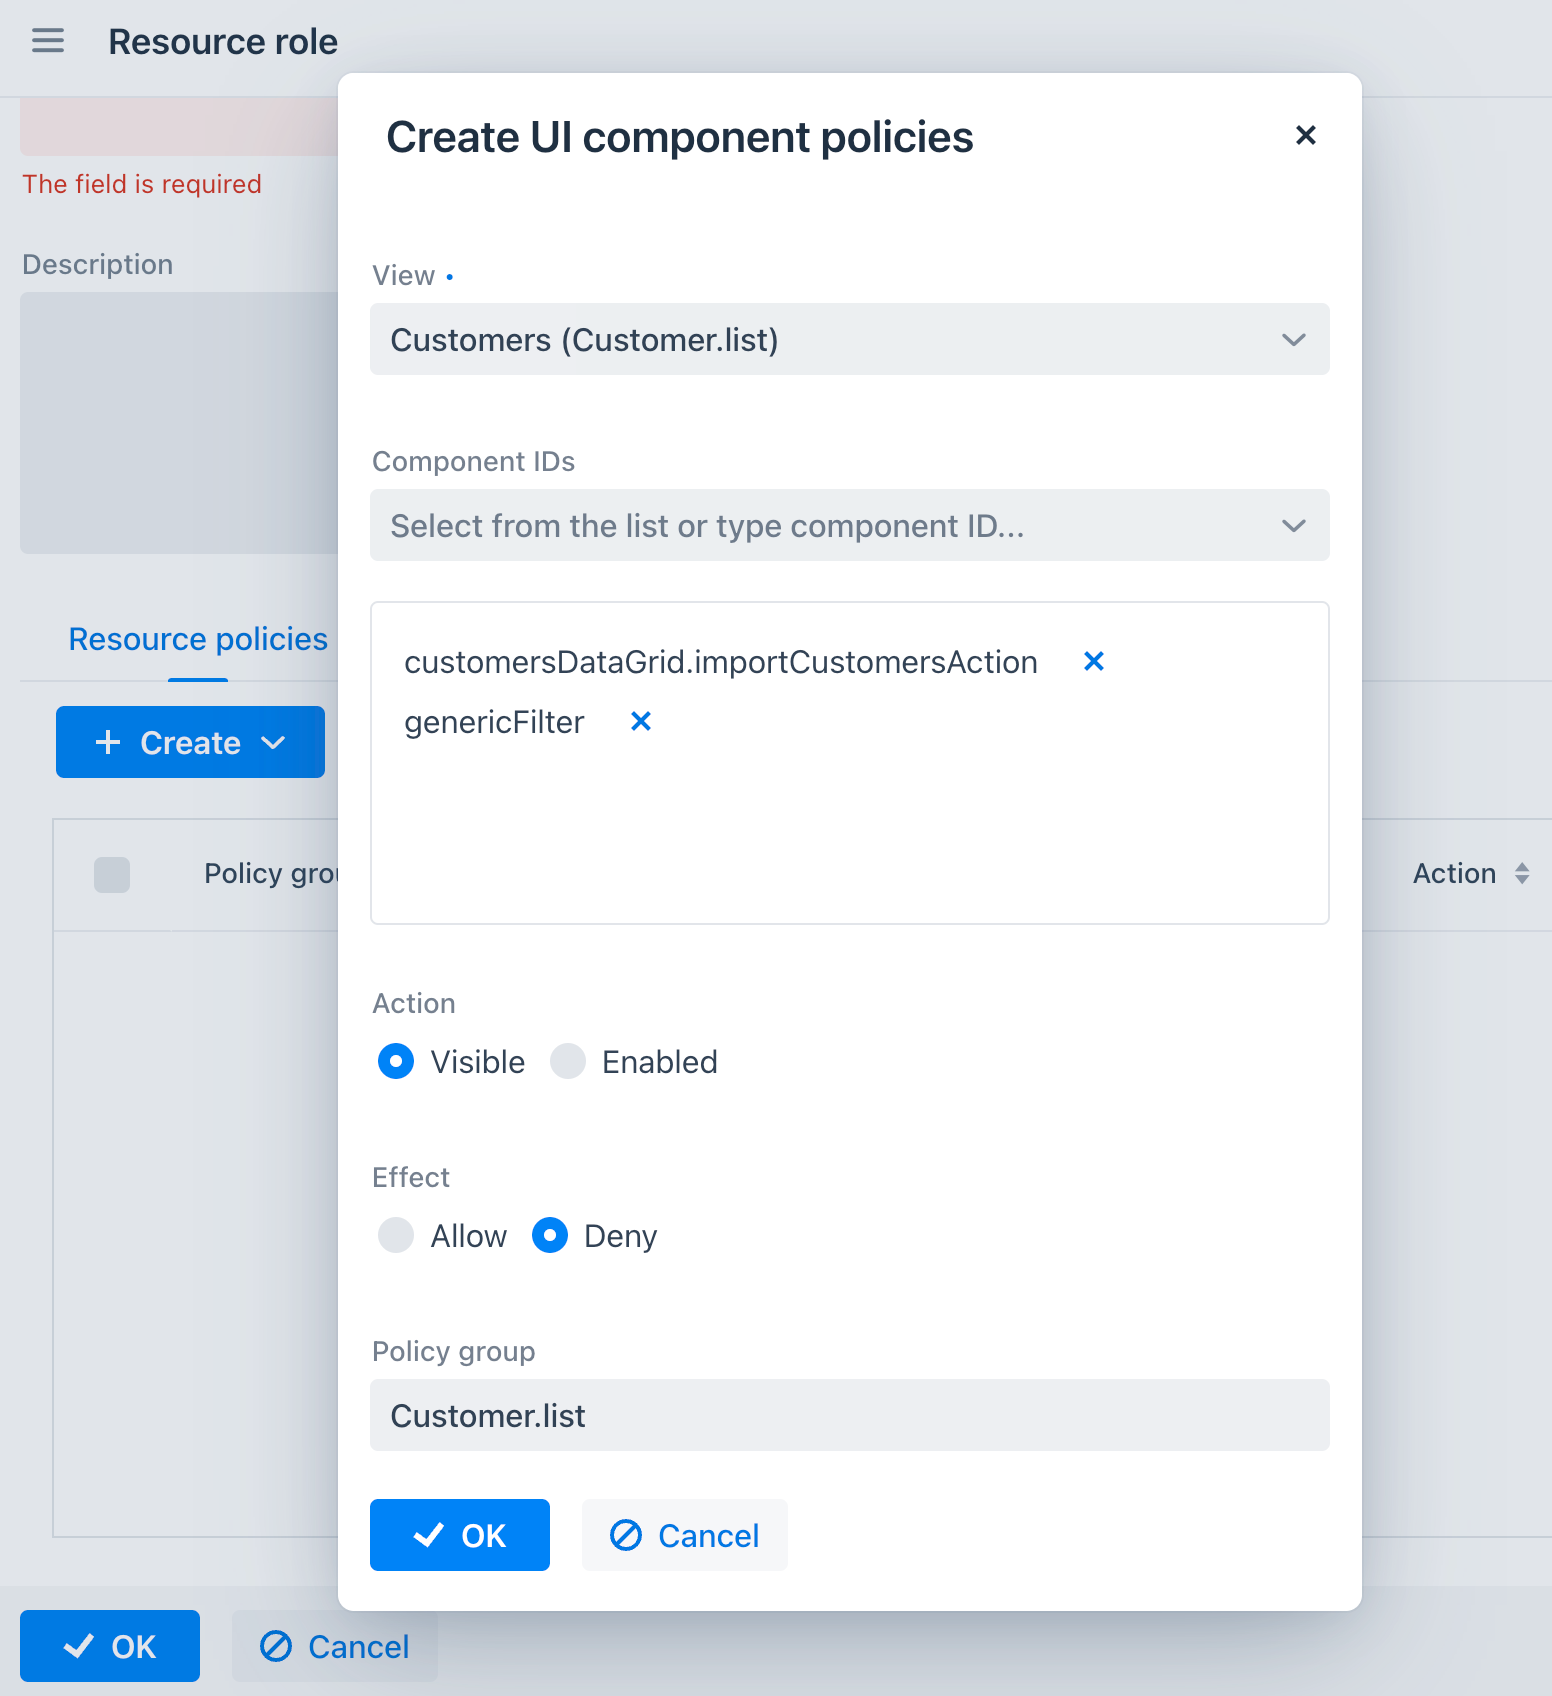 Resource role
The field is required
Description
Resource policies
Create
Action
Create UI component policies
View
Customers (Customer.list)
Component IDs
Select from the list or type component ID...
customersDataGrid.importCustomersAction
genericFilter
Action
Visible Enabled
Effect
Allow Deny
Policy group
Customer.list
OK Cancel
OK Cancel